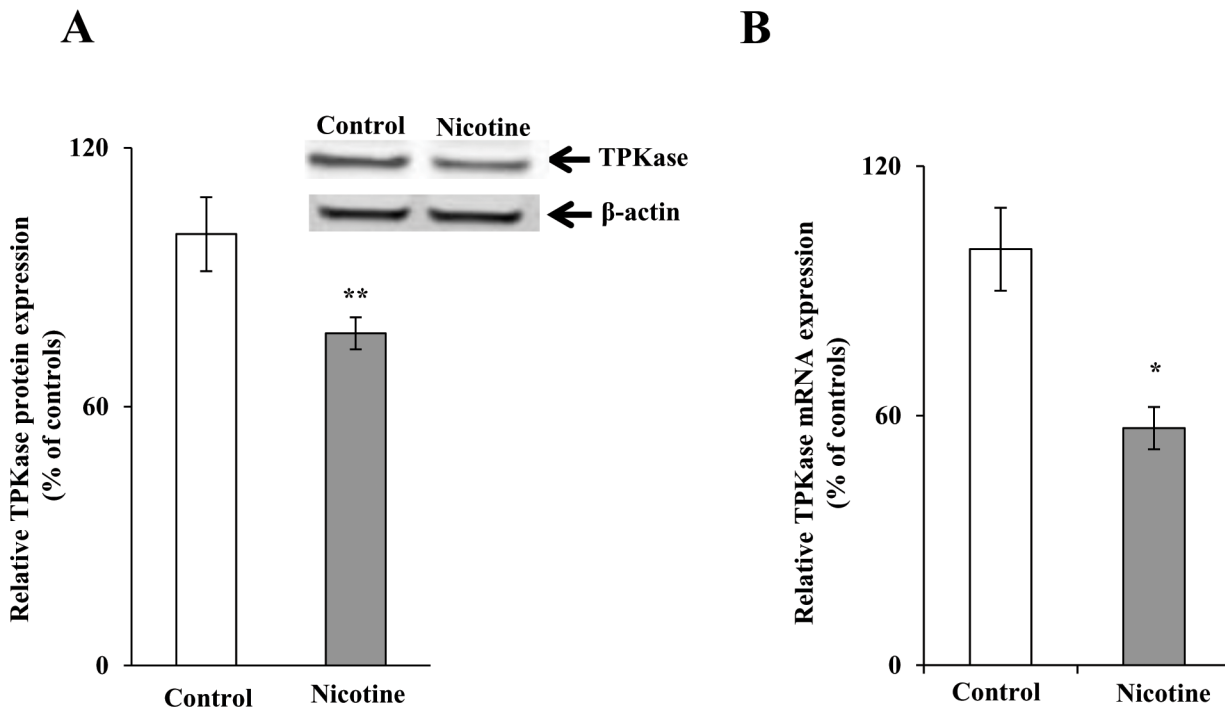 A
Relative TPKase protein expression
(% of controls)
120
60
0
Control Nicotine
TPKase
β-actin
**
Control
Nicotine
B
Relative TPKase mRNA expression
(% of controls)
120
60
0
*
Control
Nicotine